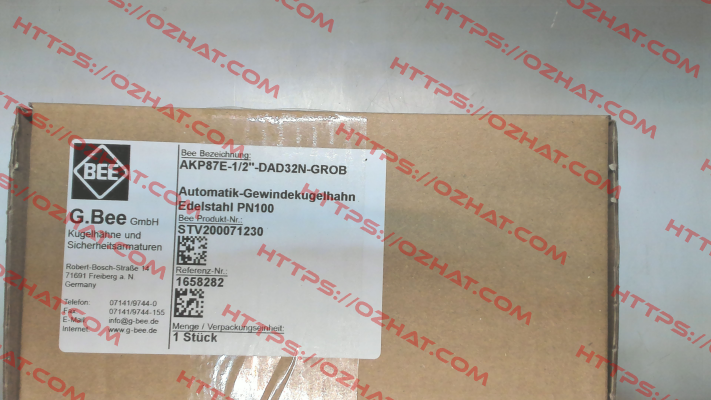 BEE
G.Bee GmbH
Kugelhähne und
Sicherheitsarmaturen
Robert-Bosch-Straße 14
71691 Freiberg a. N.
Germany
Telefon: 07141/9744-0
Fax: 07141/9744-155
E-Mail: info@g-bee.de
Internet: www.g-bee.de
Bee Bezeichnung:
AKP87E-1/2"-DAD32N-GROB
Automatik-Gewindekugelhahn
Edelstahl PN100
Bee Produkt-Nr.:
STV200071230
Referenz-Nr.:
1658282
Menge / Verpackungseinheit:
1 Stück
HTTPS://OZHAT.COM
HTTPS://OZHAT.COM
HTTPS://OZHAT.COM
HTTPS://OZHAT.COM
HTTPS://OZHAT.COM
HTTPS://OZHAT.COM
HTTPS://OZHAT.COM